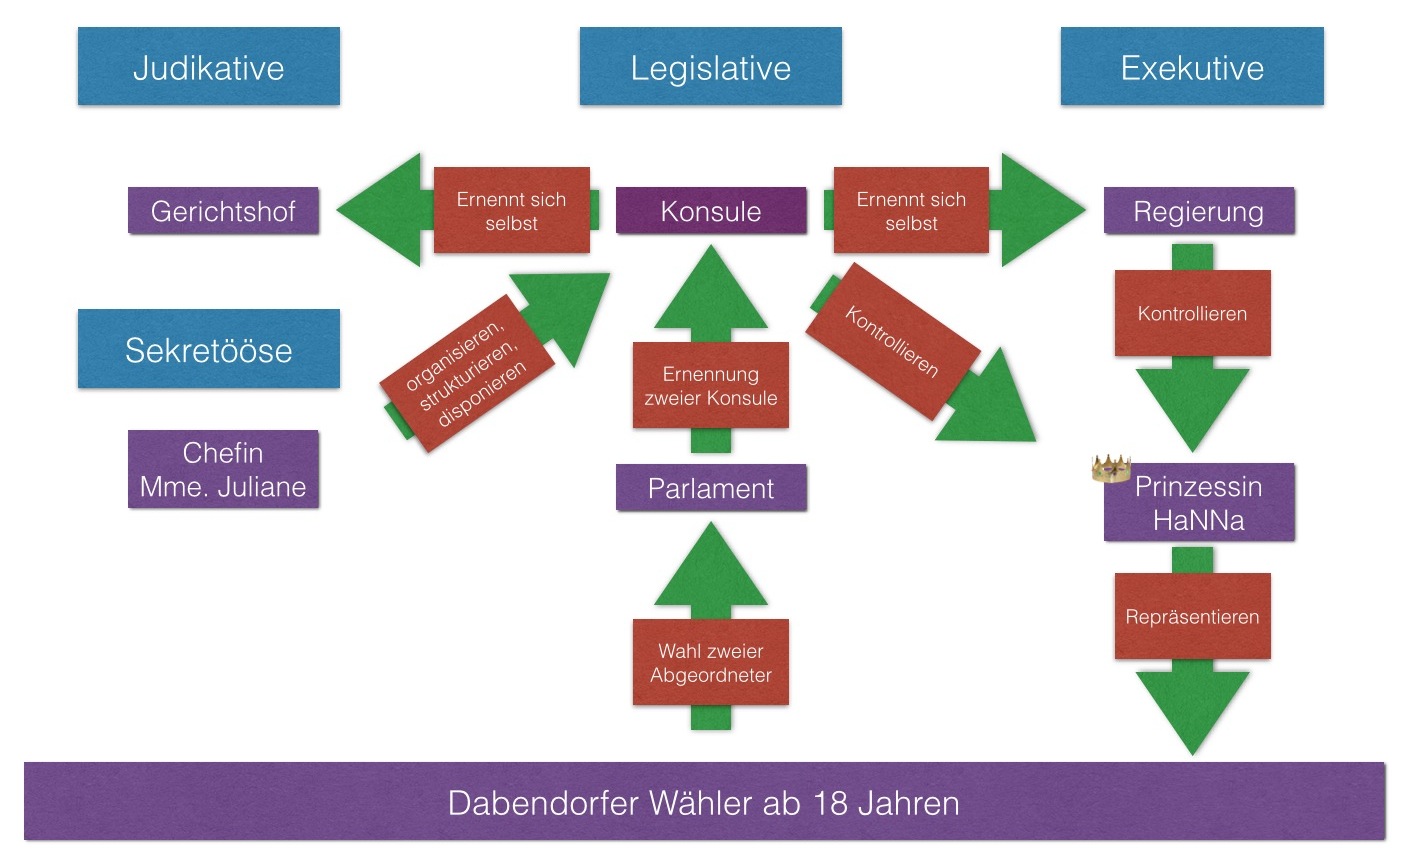 Judikative
Legislative
Exekutive
Gerichtshof
Ernennt sich
selbst
Konsule
Ernennt sich
selbst
Regierung
Sekretööse
organisieren,
strukturieren,
disponieren
Kontrollieren
Kontrollieren
Ernennung
zweier Konsule
Chefin
Mme. Juliane
Parlament
Prinzessin
HaNNa
Wahl zweier
Abgeordneter
Repräsentieren
Dabendorfer Wähler ab 18 Jahren